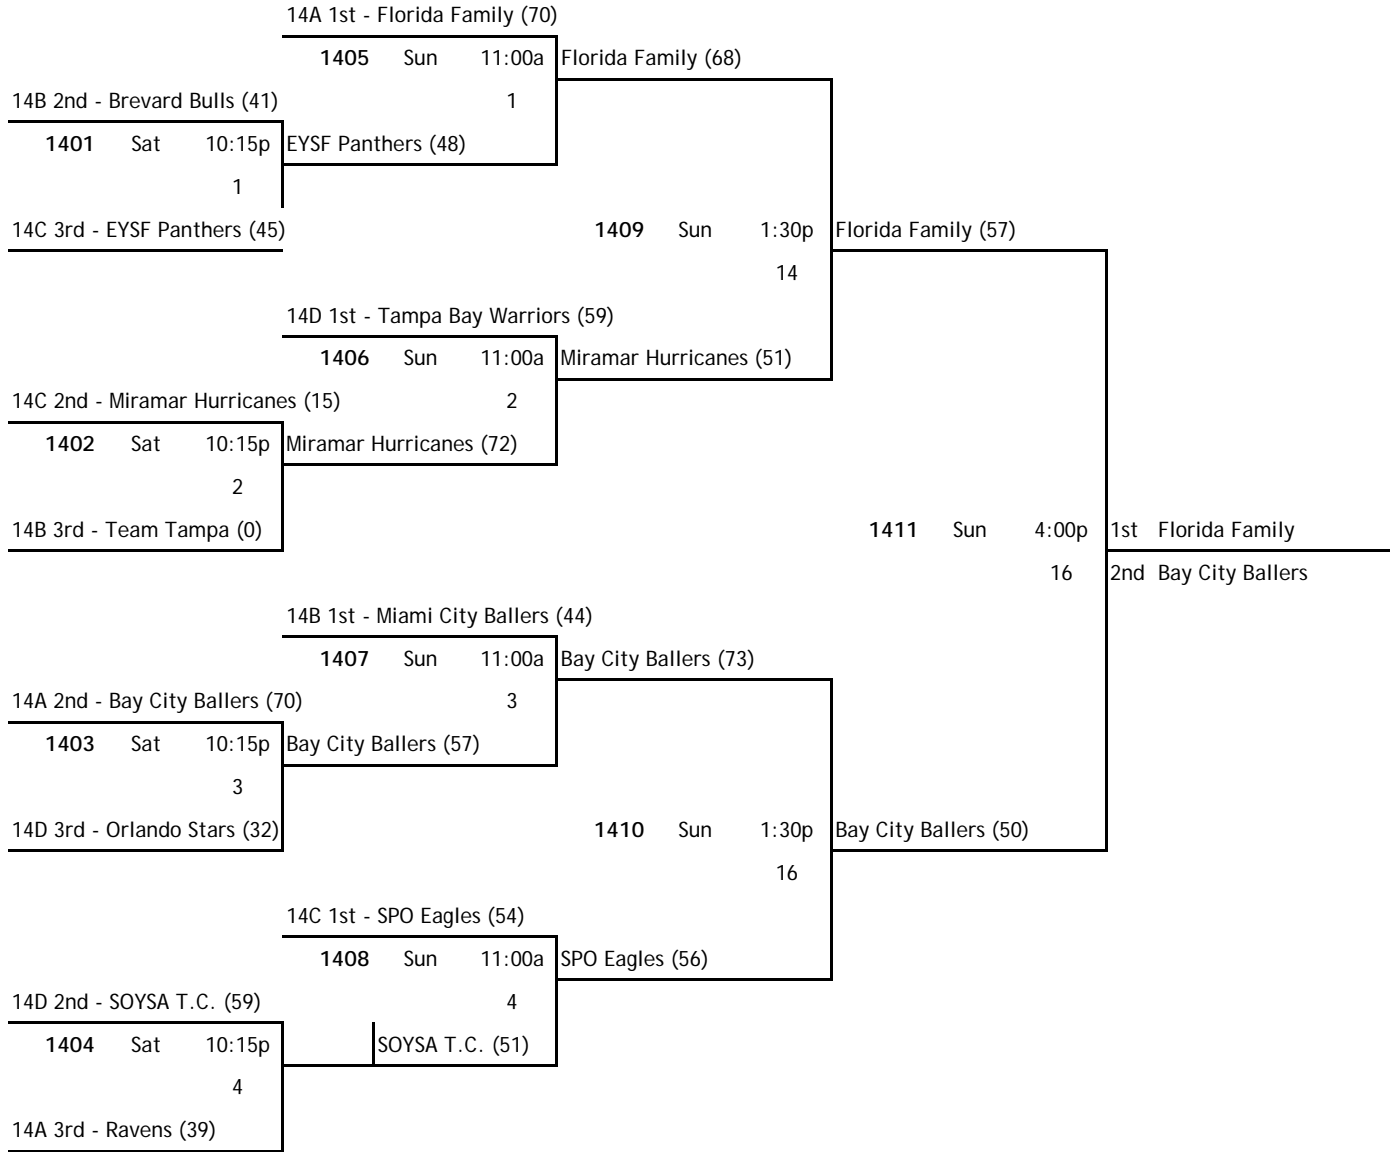 14A 1st - Florida Family (70)
1405 Sun 11:00a Florida Family (68)
14B 2nd - Brevard Bulls (41) 1
1401 Sat 10:15p EYSF Panthers (48)
1
14C 3rd - EYSF Panthers (45) 1409 Sun 1:30p Florida Family (57)
14
14D 1st - Tampa Bay Warriors (59)
1406 Sun 11:00a Miramar Hurricanes (51)
14C 2nd - Miramar Hurricanes (15) 2
1402 Sat 10:15p Miramar Hurricanes (72)
2
14B 3rd - Team Tampa (0) 1411 Sun 4:00p 1st Florida Family
16 2nd Bay City Ballers
14B 1st - Miami City Ballers (44)
1407 Sun 11:00a Bay City Ballers (73)
14A 2nd - Bay City Ballers (70) 3
1403 Sat 10:15p Bay City Ballers (57)
3
14D 3rd - Orlando Stars (32) 1410 Sun 1:30p Bay City Ballers (50)
16
14C 1st - SPO Eagles (54)
1408 Sun 11:00a SPO Eagles (56)
14D 2nd - SOYSA T.C. (59) 4
1404 Sat 10:15p SOYSA T.C. (51)
4
14A 3rd - Ravens (39)